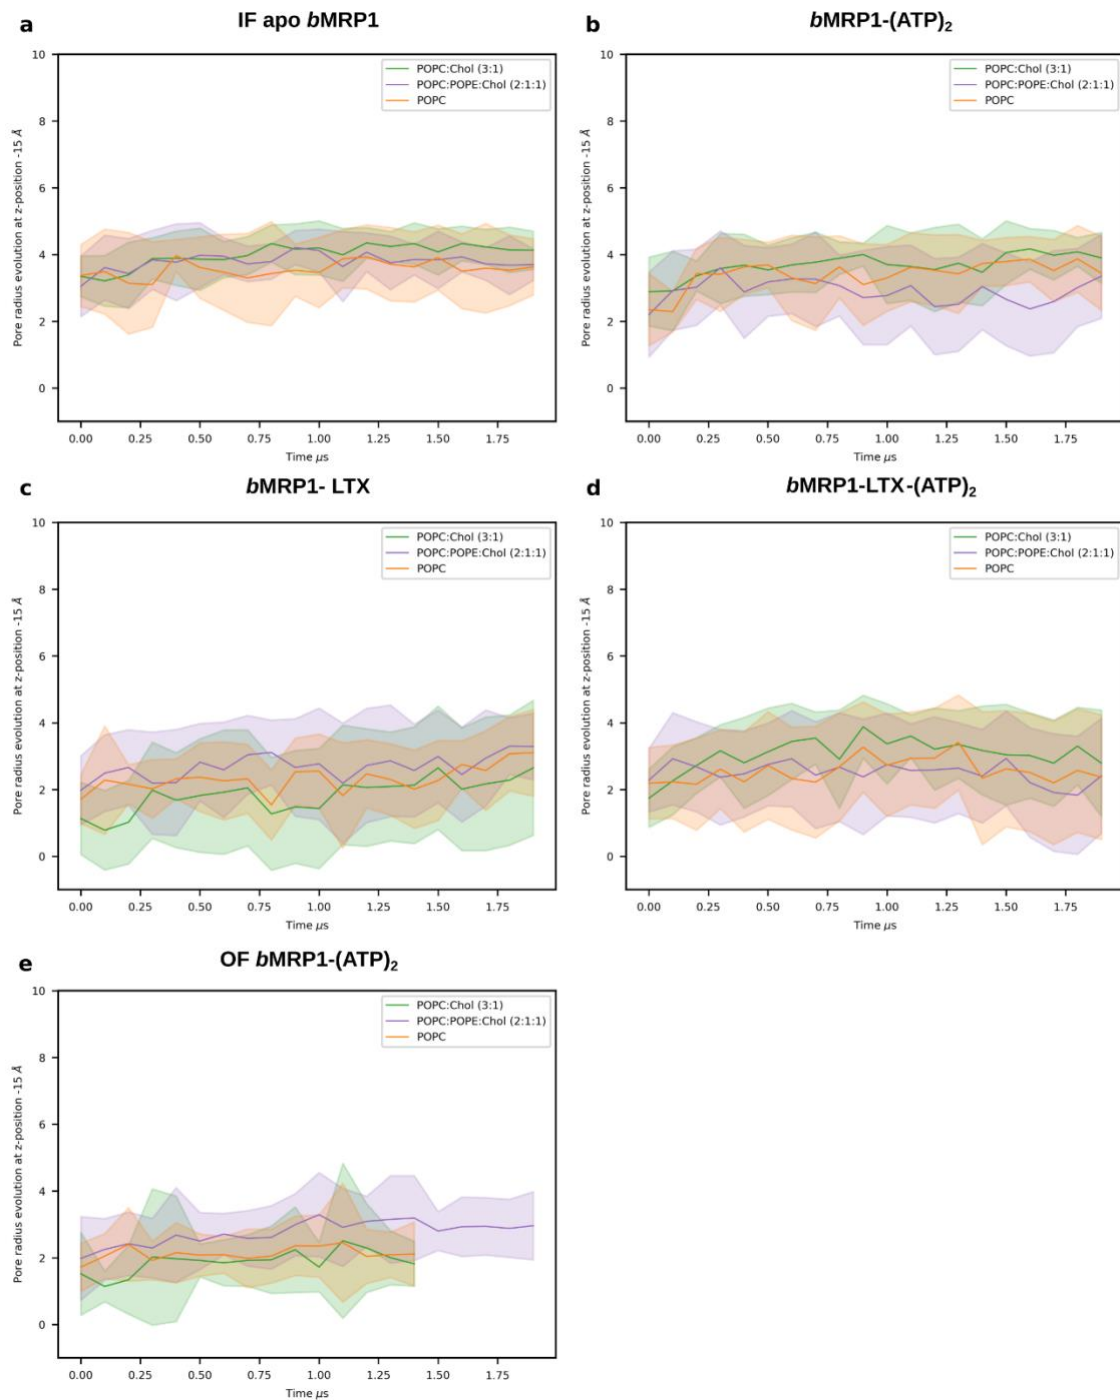 a
IF apo bMRP1
10
8
6
4
2
0
Pore radius evolution at z-position -15 Å
POPC:Chol (3:1)
POPC:POPE:Chol (2:1:1)
POPC
0.00 0.25 0.50 0.75 1.00 1.25 1.50 1.75
Time μs
b
bMRP1-(ATP)₂
10
8
6
4
2
0
Pore radius evolution at z-position -15 Å
POPC:Chol (3:1)
POPC:POPE:Chol (2:1:1)
POPC
0.00 0.25 0.50 0.75 1.00 1.25 1.50 1.75
Time μs
c
bMRP1- LTX
10
8
6
4
2
0
Pore radius evolution at z-position -15 Å
POPC:Chol (3:1)
POPC:POPE:Chol (2:1:1)
POPC
0.00 0.25 0.50 0.75 1.00 1.25 1.50 1.75
Time μs
d
bMRP1-LTX-(ATP)₂
10
8
6
4
2
0
Pore radius evolution at z-position -15 Å
POPC:Chol (3:1)
POPC:POPE:Chol (2:1:1)
POPC
0.00 0.25 0.50 0.75 1.00 1.25 1.50 1.75
Time μs
e
OF bMRP1-(ATP)₂
10
8
6
4
2
0
Pore radius evolution at z-position -15 Å
POPC:Chol (3:1)
POPC:POPE:Chol (2:1:1)
POPC
0.00 0.25 0.50 0.75 1.00 1.25 1.50 1.75
Time μs